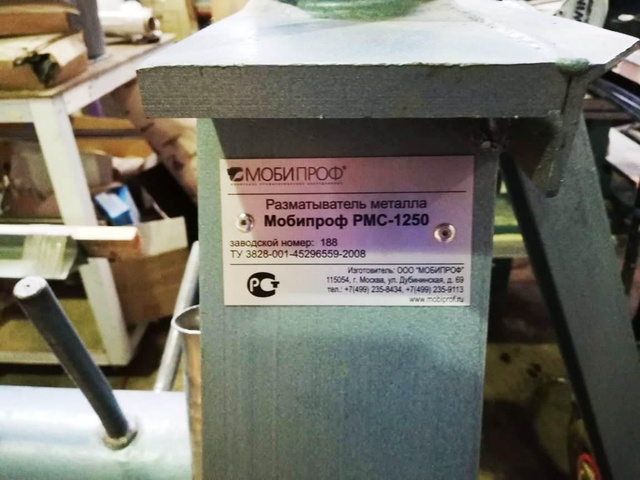 МОБИПРОФ®
Разматыватель металла
Мобипроф РМС-1250
заводской номер: 188
ТУ 3828-001-45296559-2008
РСТ
Изготовитель: ООО "МОБИПРОФ"
115054, г. Москва, ул. Дубининская, д. 69
тел.: +7(499) 235-8434, +7(499) 235-9113
www.mobiprof.ru